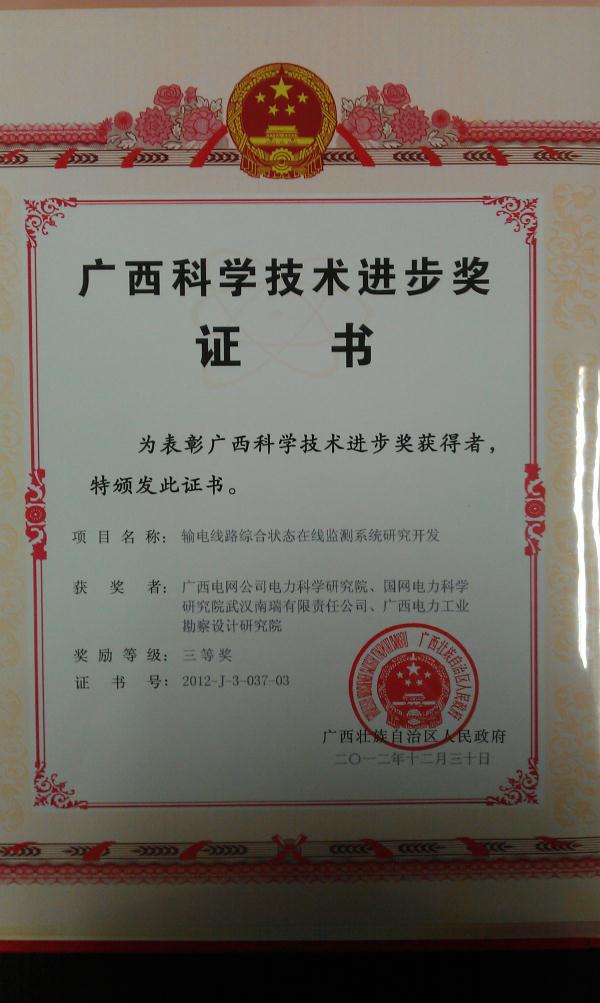 广西科学技术进步奖
证 书
为表彰广西科学技术进步奖获得者，
特颁发此证书。
项目名称：输电线路综合状态在线监测系统研究开发
获 奖 者：广西电网公司电力科学研究院、国网电力科学
研究院武汉南瑞有限责任公司、广西电力工业
勘察设计研究院
奖励等级：三等奖
证 书 号：2012-J-3-037-03
广西壮族自治区人民政府
广西壮族自治区人民政府
二〇一二年十二月三十日